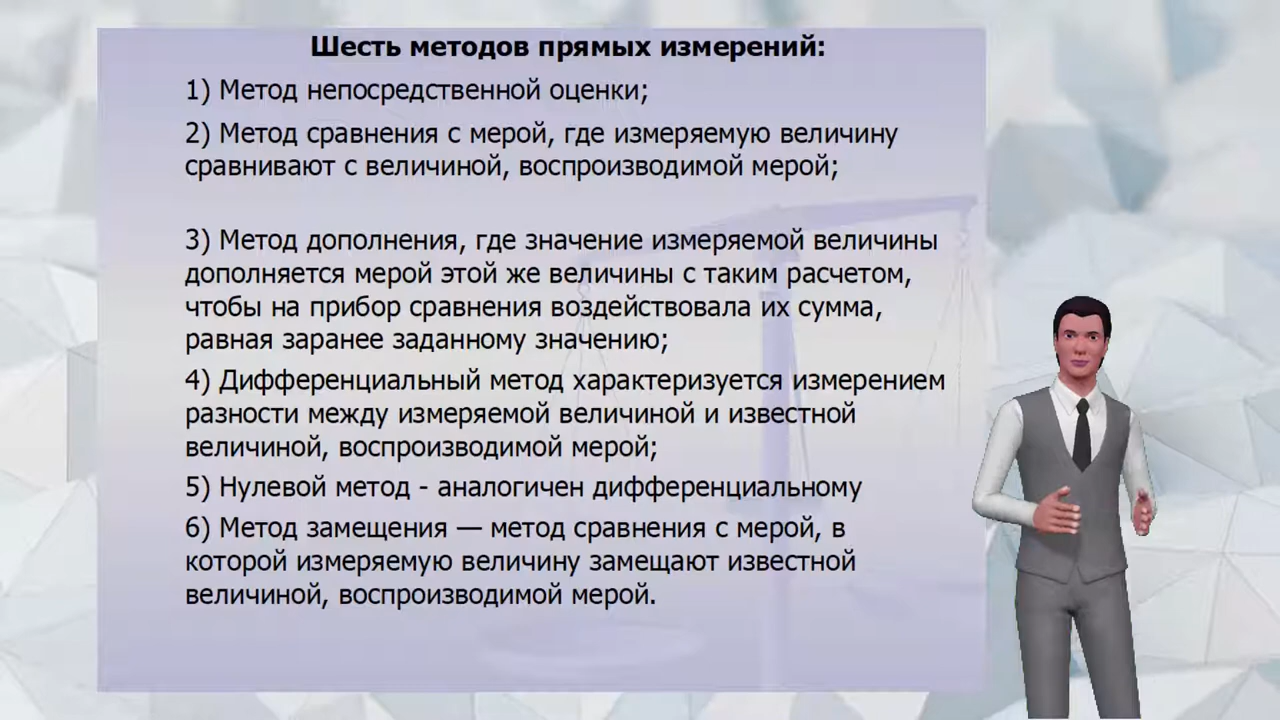 Шесть методов прямых измерений:
1) Метод непосредственной оценки;
2) Метод сравнения с мерой, где измеряемую величину
сравнивают с величиной, воспроизводимой мерой;
3) Метод дополнения, где значение измеряемой величины
дополняется мерой этой же величины с таким расчетом,
чтобы на прибор сравнения воздействовала их сумма,
равная заранее заданному значению;
4) Дифференциальный метод характеризуется измерением
разности между измеряемой величиной и известной
величиной, воспроизводимой мерой;
5) Нулевой метод - аналогичен дифференциальному
6) Метод замещения — метод сравнения с мерой, в
которой измеряемую величину замещают известной
величиной, воспроизводимой мерой.